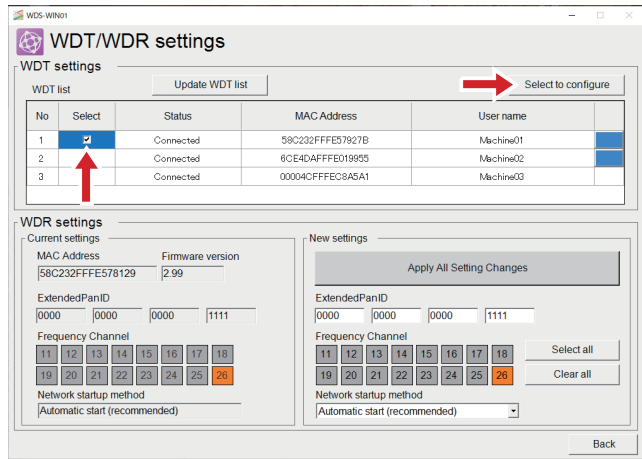 WDS-WIN01
WDT/WDR settings
WDT settings
WDT list
Update WDT list
Select to configure
No Select Status MAC Address User name
1 Connected 58C232FFFE57927B Machine01
2 Connected 6CE4DAFFFE019955 Machine02
3 Connected 00004CFFFEC8A5A1 Machine03
WDR settings
Current settings
MAC Address Firmware version
58C232FFFE578129 2.99
ExtendedPanID
0000 0000 0000 1111
Frequency Channel
11 12 13 14 15 16 17 18
19 20 21 22 23 24 25 26
Network startup method
Automatic start (recommended)
New settings
Apply All Setting Changes
ExtendedPanID
0000 0000 0000 1111
Frequency Channel
11 12 13 14 15 16 17 18
Select all
19 20 21 22 23 24 25 26
Clear all
Network startup method
Automatic start (recommended)
Back